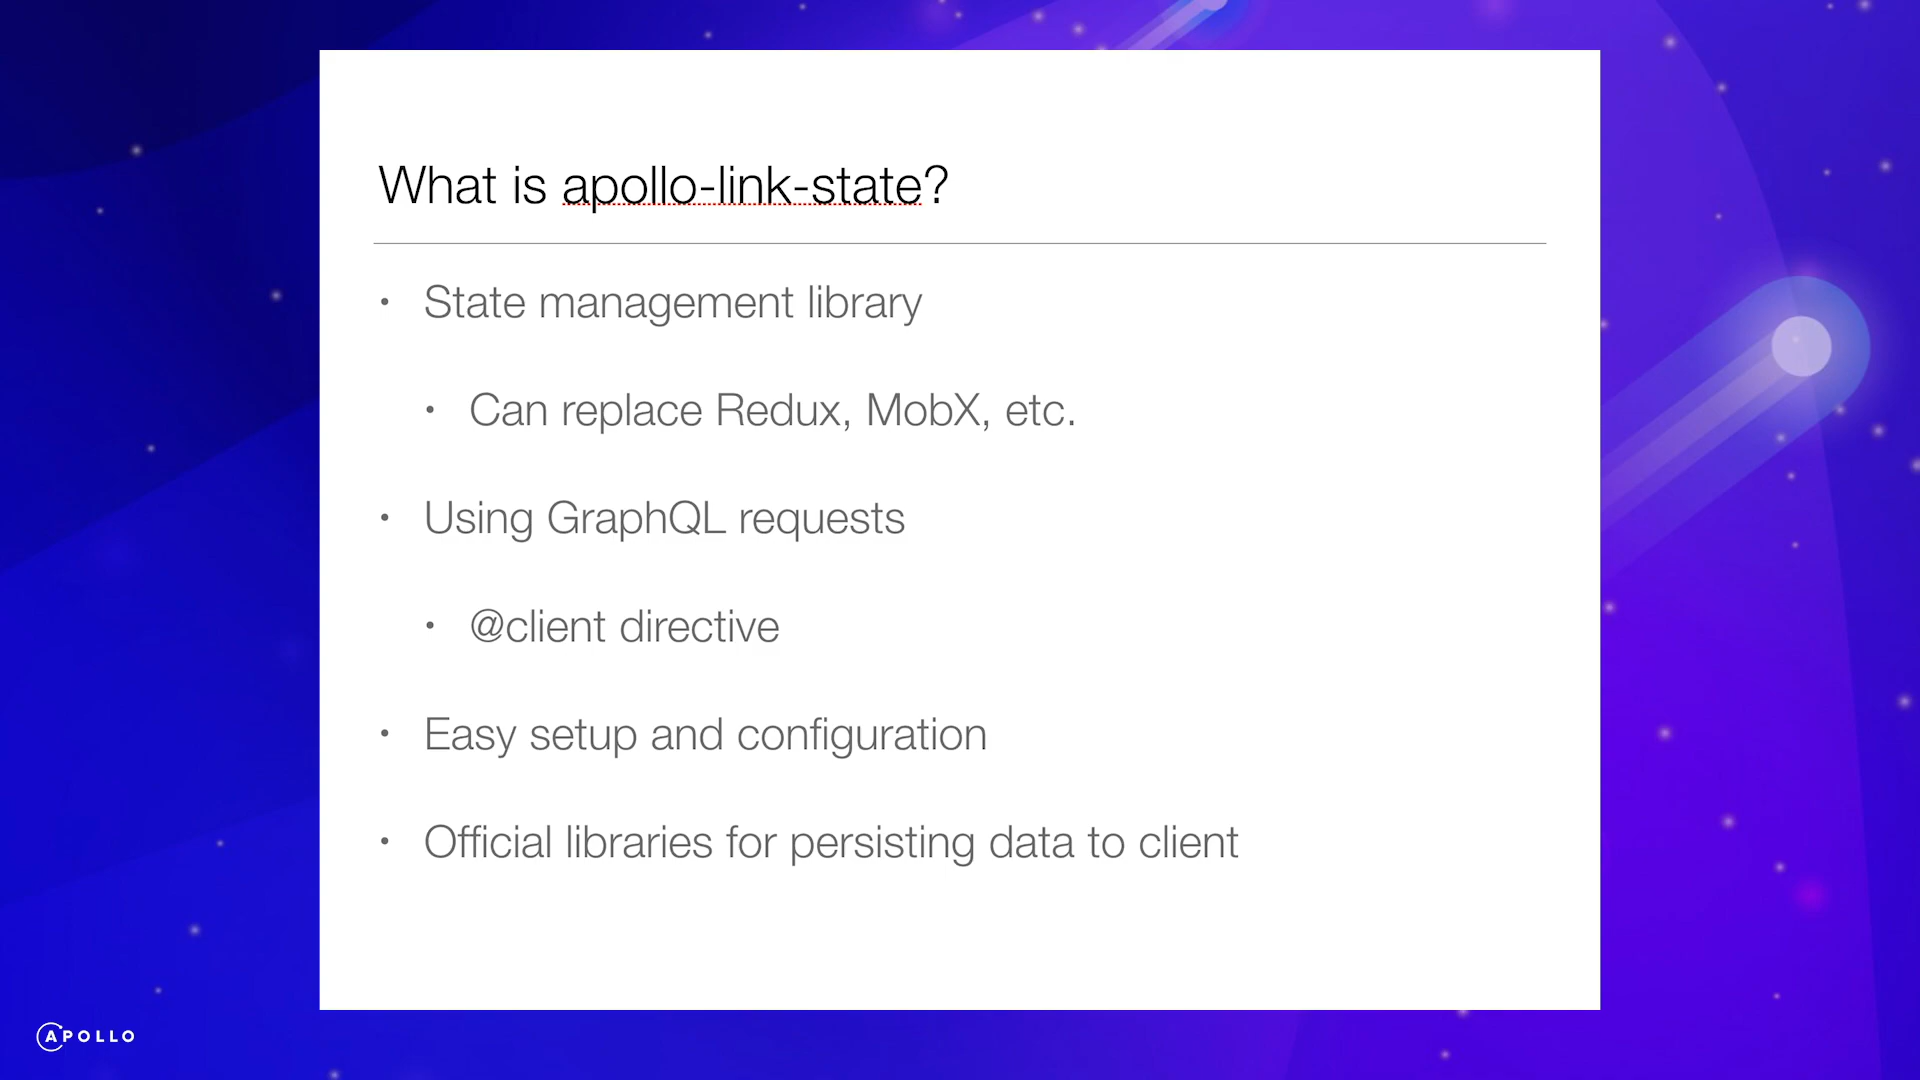 What is apollo-link-state?
• State management library
• Can replace Redux, MobX, etc.
• Using GraphQL requests
• @client directive
• Easy setup and configuration
• Official libraries for persisting data to client
APOLLO